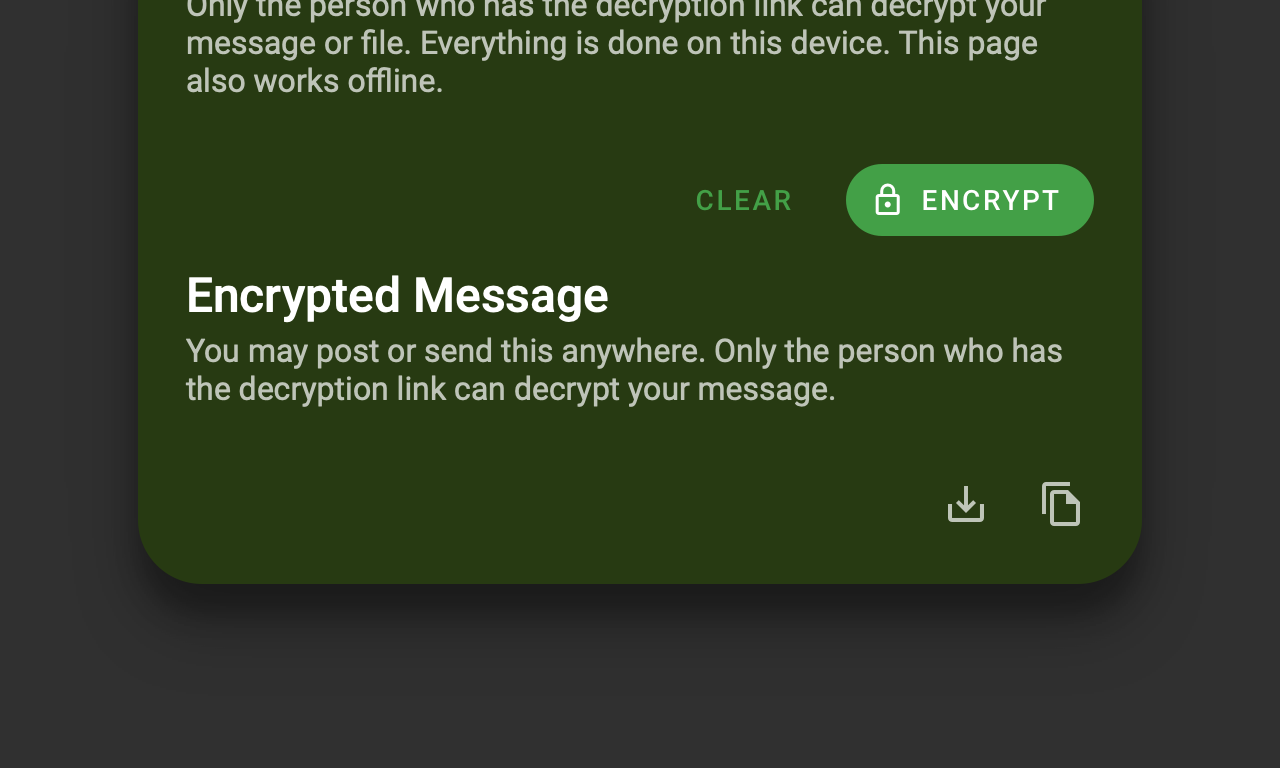 Only the person who has the decryption link can decrypt your
message or file. Everything is done on this device. This page
also works offline.
CLEAR
ENCRYPT
Encrypted Message
You may post or send this anywhere. Only the person who has
the decryption link can decrypt your message.